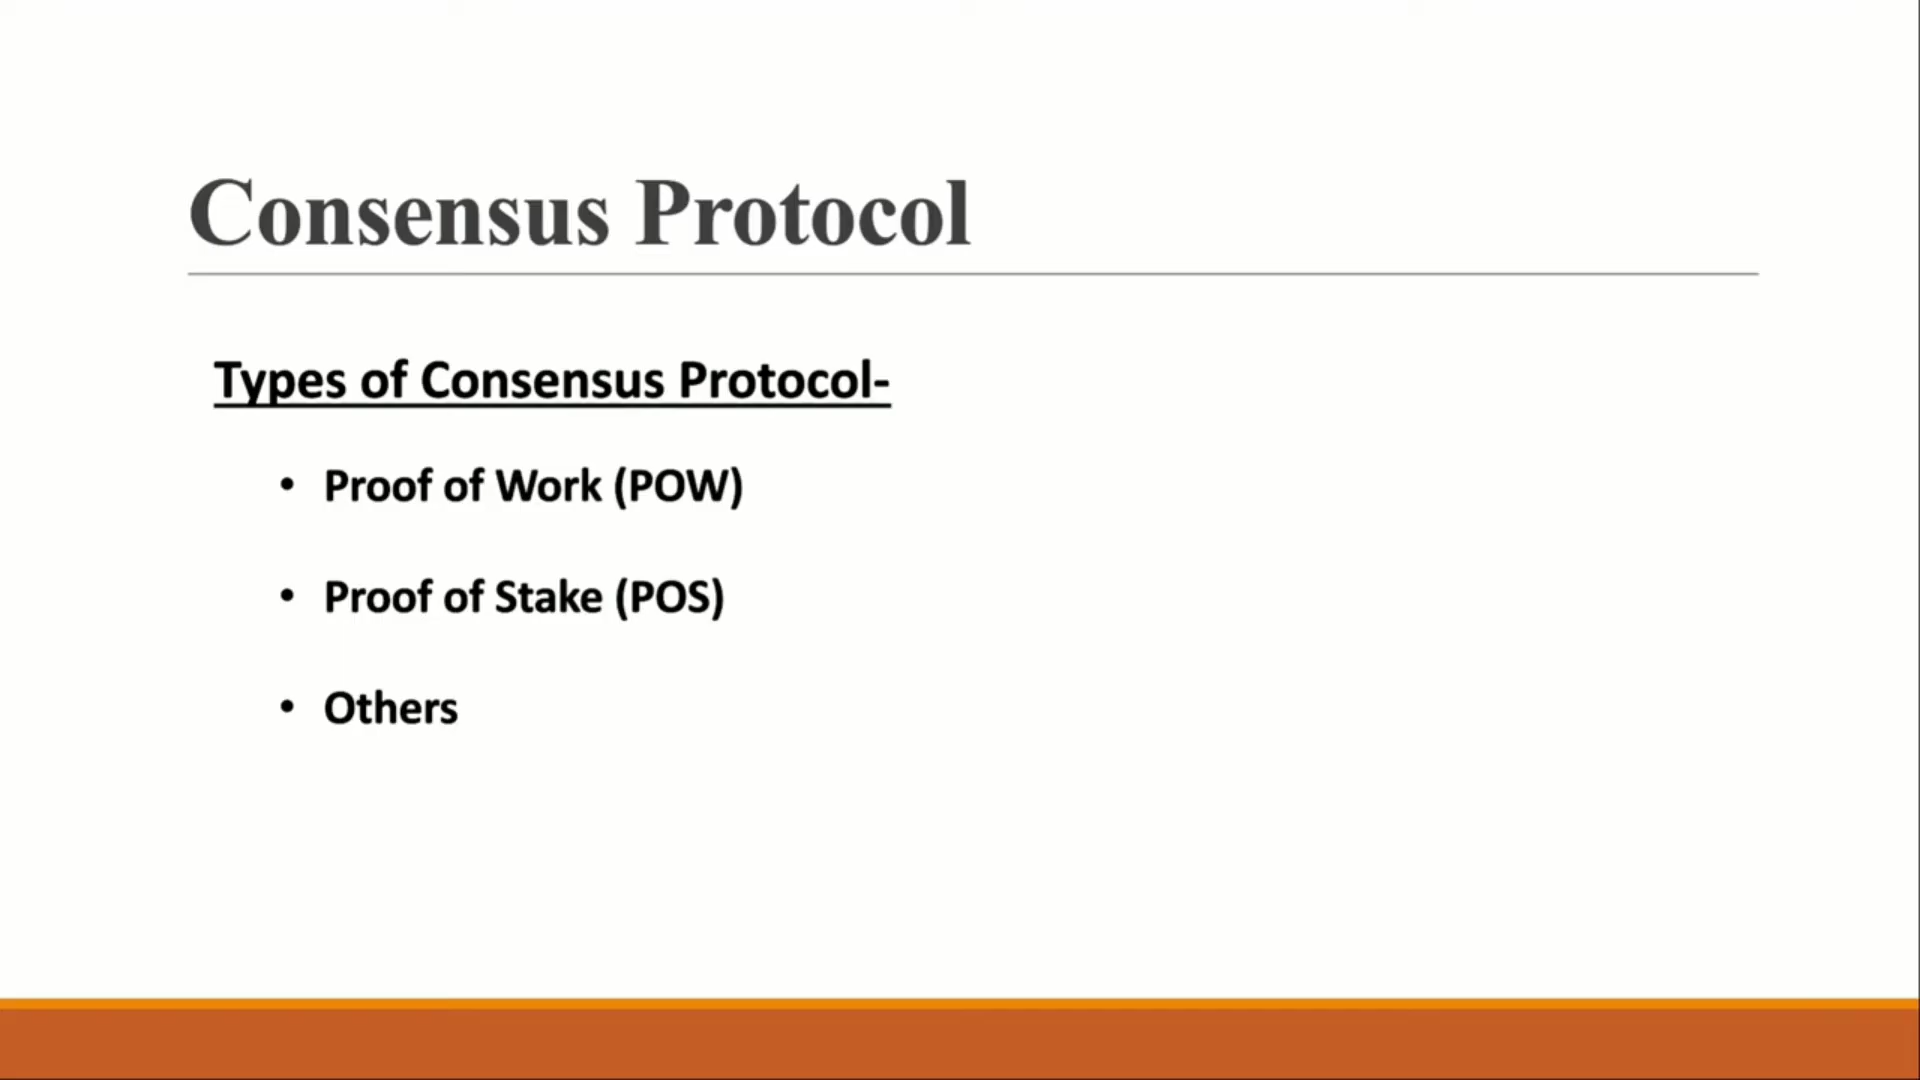 Consensus Protocol
Types of Consensus Protocol-
• Proof of Work (POW)
• Proof of Stake (POS)
• Others